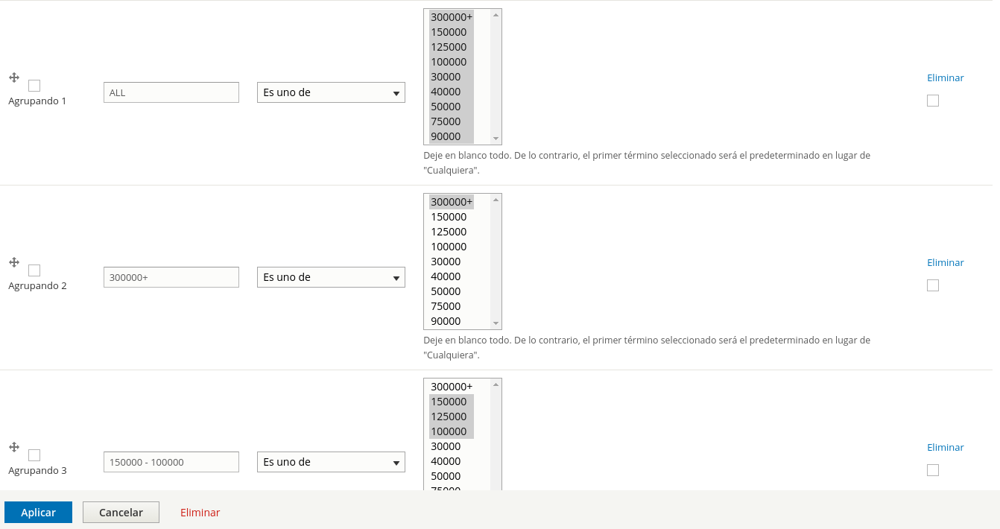 300000+
150000
125000
100000
30000
40000
50000
75000
90000
Agrupando 1
ALL
Es uno de
Eliminar
Deje en blanco todo. De lo contrario, el primer término seleccionado será el predeterminado en lugar de
"Cualquiera".
300000+
150000
125000
100000
30000
40000
50000
75000
90000
Agrupando 2
300000+
Es uno de
Eliminar
Deje en blanco todo. De lo contrario, el primer término seleccionado será el predeterminado en lugar de
"Cualquiera".
300000+
150000
125000
100000
30000
40000
50000
75000
Agrupando 3
150000 - 100000
Es uno de
Eliminar
Aplicar
Cancelar
Eliminar